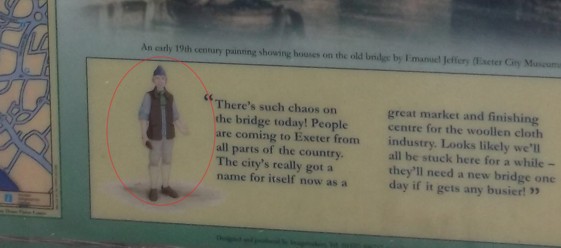 An early 19th century painting showing houses on the old bridge by Emanuel Jeffery (Exeter City Museums
“There's such chaos on
the bridge today! People
are coming to Exeter from
all parts of the country.
The city's really got a
name for itself now as a
great market and finishing
centre for the woollen cloth
industry. Looks likely we'll
all be stuck here for a while –
they'll need a new bridge one
day if it gets any busier! ”